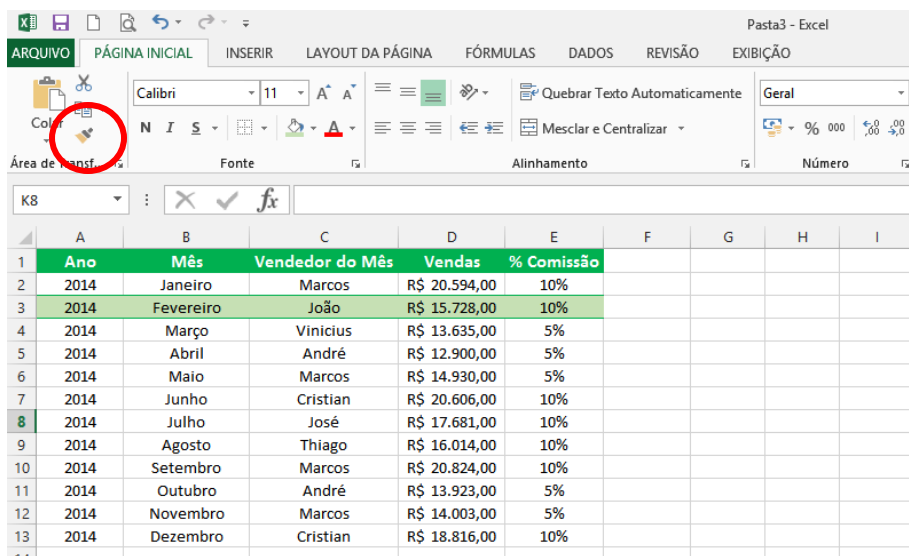 Pasta3 - Excel
ARQUIVO PÁGINA INICIAL INSERIR LAYOUT DA PÁGINA FÓRMULAS DADOS REVISÃO EXIBIÇÃO
Calibri 11 A A Quebrar Texto Automaticamente Geral
Colar
N I S A Mesclar e Centralizar % 000 ,00
Área de Transf... Fonte Alinhamento Número
K8 fx
A B C D E F G H I
1 Ano Mês Vendedor do Mês Vendas % Comissão
2 2014 Janeiro Marcos R$ 20.594,00 10%
3 2014 Fevereiro João R$ 15.728,00 10%
4 2014 Março Vinicius R$ 13.635,00 5%
5 2014 Abril André R$ 12.900,00 5%
6 2014 Maio Marcos R$ 14.930,00 5%
7 2014 Junho Cristian R$ 20.606,00 10%
8 2014 Julho José R$ 17.681,00 10%
9 2014 Agosto Thiago R$ 16.014,00 10%
10 2014 Setembro Marcos R$ 20.824,00 10%
11 2014 Outubro André R$ 13.923,00 5%
12 2014 Novembro Marcos R$ 14.003,00 5%
13 2014 Dezembro Cristian R$ 18.816,00 10%